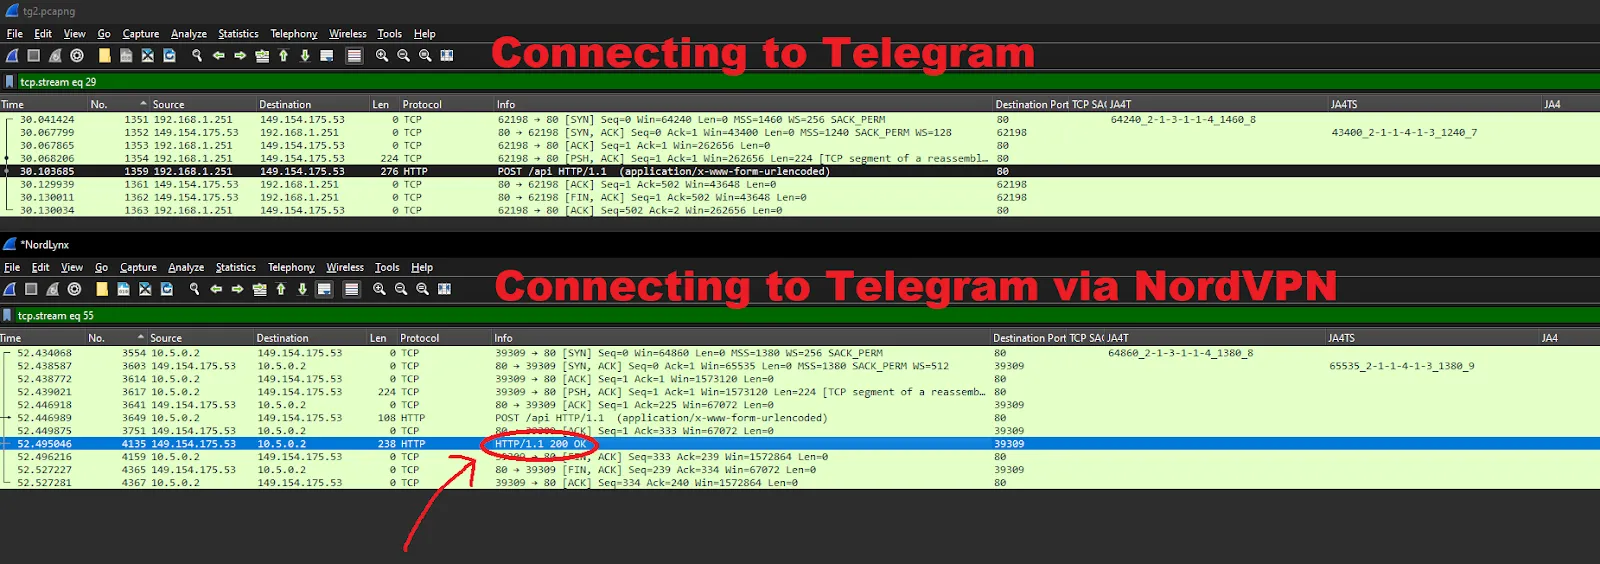 tg2.pcapng
File Edit View Go Capture Analyze Statistics Telephony Wireless Tools Help
Connecting to Telegram
tcp.stream eq 29
Time No. Source Destination Len Protocol Info Destination Port TCP SA( JA4T JA4TS JA4
30.041424 1351 192.168.1.251 149.154.175.53 0 TCP 62198 → 80 [SYN] Seq=0 Win=64240 Len=0 MSS=1460 WS=256 SACK_PERM 80 64240_2-1-3-1-1-4_1460_8
30.067799 1352 149.154.175.53 192.168.1.251 0 TCP 80 → 62198 [SYN, ACK] Seq=0 Ack=1 Win=43400 Len=0 MSS=1240 SACK_PERM WS=128 62198 43400_2-1-1-4-1-3_1240_7
30.067865 1353 192.168.1.251 149.154.175.53 0 TCP 62198 → 80 [ACK] Seq=1 Ack=1 Win=262656 Len=0 80
30.068206 1354 192.168.1.251 149.154.175.53 224 TCP 62198 → 80 [PSH, ACK] Seq=1 Ack=1 Win=262656 Len=224 [TCP segment of a reassembl… 80
30.103685 1359 192.168.1.251 149.154.175.53 276 HTTP POST /api HTTP/1.1 (application/x-www-form-urlencoded) 80
30.129939 1361 149.154.175.53 192.168.1.251 0 TCP 80 → 62198 [ACK] Seq=1 Ack=502 Win=43648 Len=0 62198
30.130011 1362 149.154.175.53 192.168.1.251 0 TCP 80 → 62198 [FIN, ACK] Seq=1 Ack=502 Win=43648 Len=0 62198
30.130034 1363 192.168.1.251 149.154.175.53 0 TCP 62198 → 80 [ACK] Seq=502 Ack=2 Win=262656 Len=0 80
*NordLynx
File Edit View Go Capture Analyze Statistics Telephony Wireless Tools Help
Connecting to Telegram via NordVPN
tcp.stream eq 55
Time No. Source Destination Len Protocol Info Destination Port TCP SA( JA4T JA4TS JA4
52.434068 3554 10.5.0.2 149.154.175.53 0 TCP 39309 → 80 [SYN] Seq=0 Win=64860 Len=0 MSS=1380 WS=256 SACK_PERM 80 64860_2-1-3-1-1-4_1380_8
52.438587 3603 149.154.175.53 10.5.0.2 0 TCP 80 → 39309 [SYN, ACK] Seq=0 Ack=1 Win=65535 Len=0 MSS=1380 SACK_PERM WS=512 39309 65535_2-1-1-4-1-3_1380_9
52.438772 3614 10.5.0.2 149.154.175.53 0 TCP 39309 → 80 [ACK] Seq=1 Ack=1 Win=1573120 Len=0 80
52.439021 3617 10.5.0.2 149.154.175.53 224 TCP 39309 → 80 [PSH, ACK] Seq=1 Ack=1 Win=1573120 Len=224 [TCP segment of a reassemb… 80
52.446918 3641 149.154.175.53 10.5.0.2 0 TCP 80 → 39309 [ACK] Seq=1 Ack=225 Win=67072 Len=0 39309
52.446989 3649 10.5.0.2 149.154.175.53 108 HTTP POST /api HTTP/1.1 (application/x-www-form-urlencoded) 80
52.449875 3751 149.154.175.53 10.5.0.2 0 TCP 80 → 39309 [ACK] Seq=1 Ack=333 Win=67072 Len=0 39309
52.495046 4135 149.154.175.53 10.5.0.2 238 HTTP HTTP/1.1 200 OK 39309
52.496216 4159 10.5.0.2 149.154.175.53 0 TCP 39309 → 80 [FIN, ACK] Seq=333 Ack=239 Win=1572864 Len=0 80
52.527227 4365 149.154.175.53 10.5.0.2 0 TCP 80 → 39309 [FIN, ACK] Seq=239 Ack=334 Win=67072 Len=0 39309
52.527281 4367 10.5.0.2 149.154.175.53 0 TCP 39309 → 80 [ACK] Seq=334 Ack=240 Win=1572864 Len=0 80